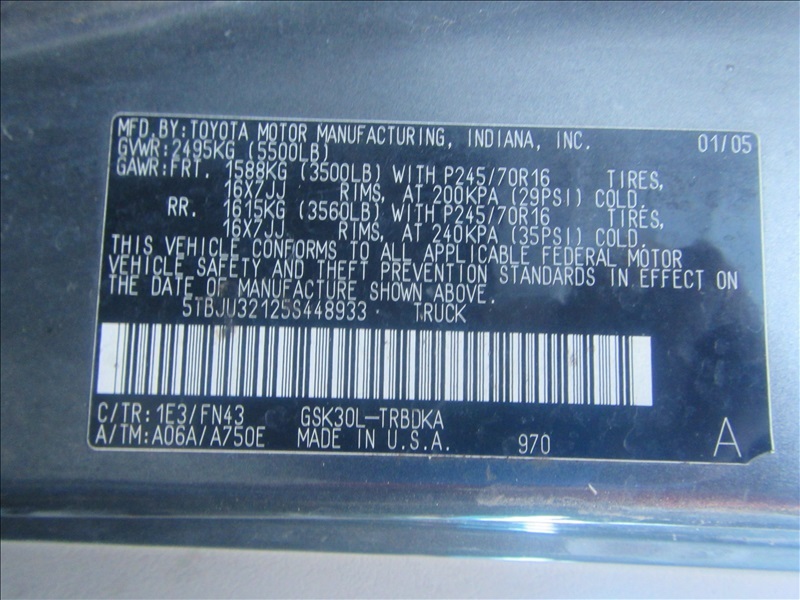 MFD.BY:TOYOTA MOTOR MANUFACTURING, INDIANA, INC. 01/05
GVWR:2495KG (5500LB)
GAWR:FRT. 1588KG (3500LB) WITH P245/70R16 TIRES,
16X7JJ RIMS, AT 200KPA (29PSI) COLD.
RR. 1615KG (3560LB) WITH P245/70R16 TIRES,
16X7JJ RIMS, AT 240KPA (35PSI) COLD.
THIS VEHICLE CONFORMS TO ALL APPLICABLE FEDERAL MOTOR
VEHICLE SAFETY AND THEFT PREVENTION STANDARDS IN EFFECT ON
THE DATE OF MANUFACTURE SHOWN ABOVE.
5TBJU32125S448933 TRUCK
C/TR:1E3/FN43 GSK30L-TRBDKA
A/TM:A06A/A750E MADE IN U.S.A. 970 A